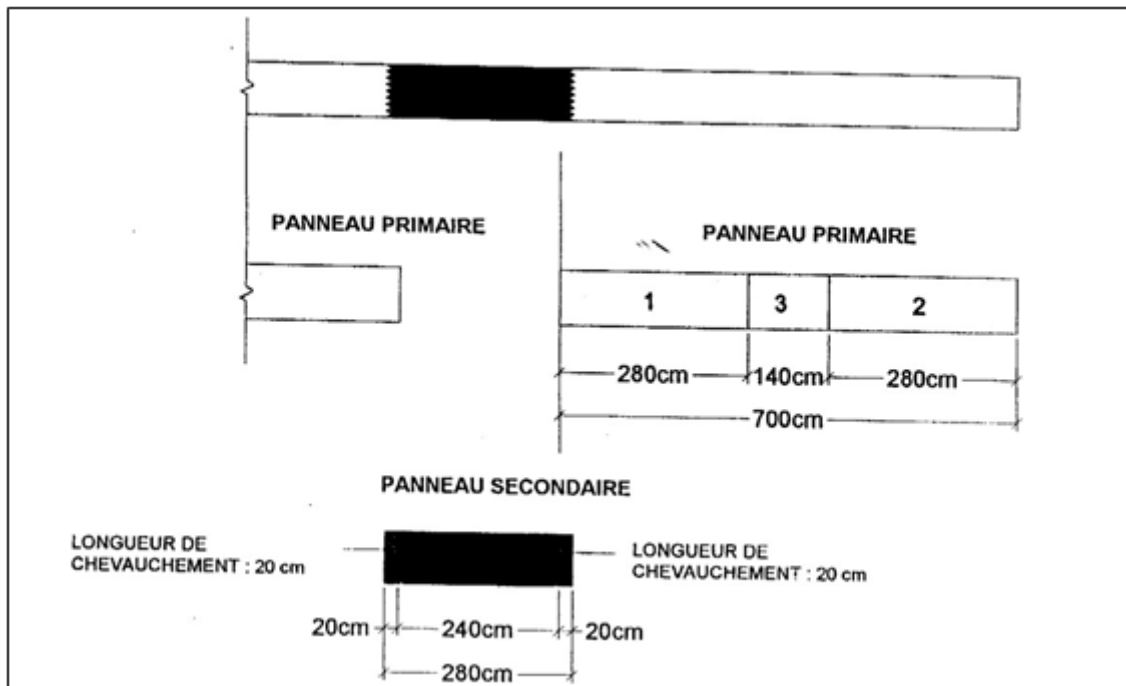 PANNEAU PRIMAIRE
PANNEAU PRIMAIRE
1
3
2
280cm
140cm
280cm
700cm
PANNEAU SECONDAIRE
LONGUEUR DE
CHEVAUCHEMENT : 20 cm
LONGUEUR DE
CHEVAUCHEMENT : 20 cm
20cm
240cm
20cm
280cm